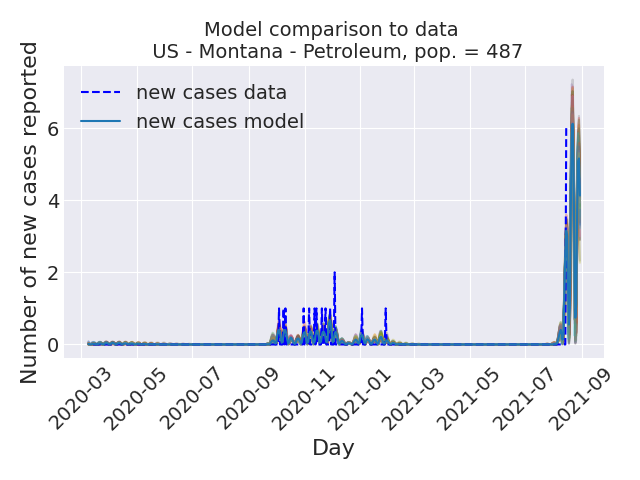 Model comparison to data
US - Montana - Petroleum, pop. = 487
Number of new cases reported
new cases data
new cases model
6
4
2
0
2020-03
2020-05
2020-07
2020-09
2020-11
2021-01
2021-03
2021-05
2021-07
2021-09
Day